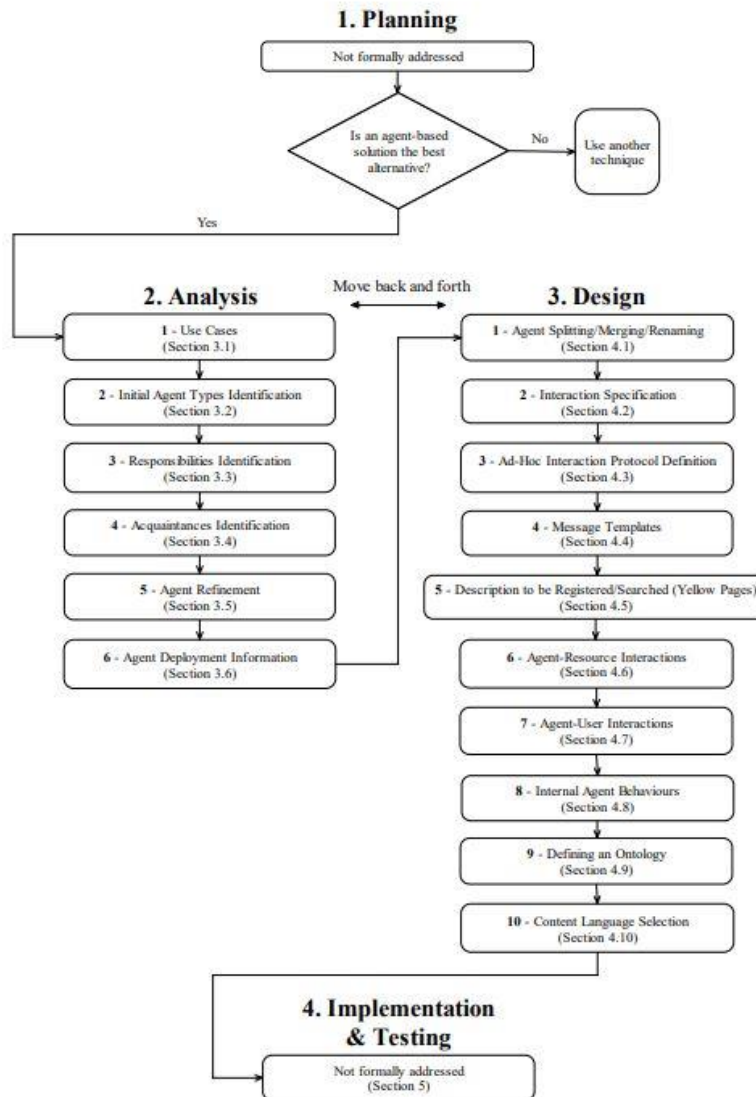 1. Planning
Not formally addressed
Is an agent-based
solution the best
alternative?
No
Use another
technique
Yes
2. Analysis
Move back and forth
3. Design
1 - Use Cases
(Section 3.1)
2 - Initial Agent Types Identification
(Section 3.2)
3 - Responsibilities Identification
(Section 3.3)
4 - Acquaintances Identification
(Section 3.4)
5 - Agent Refinement
(Section 3.5)
6 - Agent Deployment Information
(Section 3.6)
1 - Agent Splitting/Merging/Renaming
(Section 4.1)
2 - Interaction Specification
(Section 4.2)
3 - Ad-Hoc Interaction Protocol Definition
(Section 4.3)
4 - Message Templates
(Section 4.4)
5 - Description to be Registered/Searched (Yellow Pages)
(Section 4.5)
6 - Agent-Resource Interactions
(Section 4.6)
7 - Agent-User Interactions
(Section 4.7)
8 - Internal Agent Behaviours
(Section 4.8)
9 - Defining an Ontology
(Section 4.9)
10 - Content Language Selection
(Section 4.10)
4. Implementation
& Testing
Not formally addressed
(Section 5)